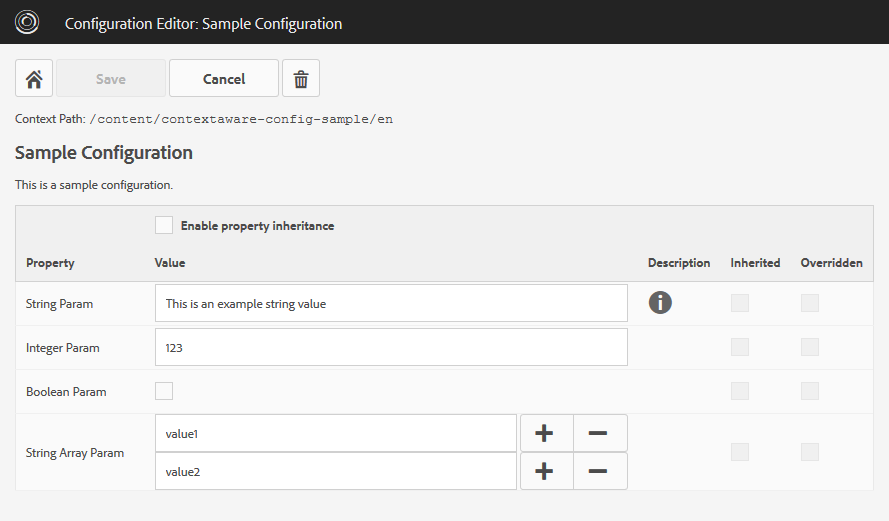 Configuration Editor: Sample Configuration
Save Cancel
Context Path: /content/contextaware-config-sample/en
Sample Configuration
This is a sample configuration.
Enable property inheritance
Property Value Description Inherited Overridden
String Param This is an example string value
Integer Param 123
Boolean Param
String Array Param
value1
value2